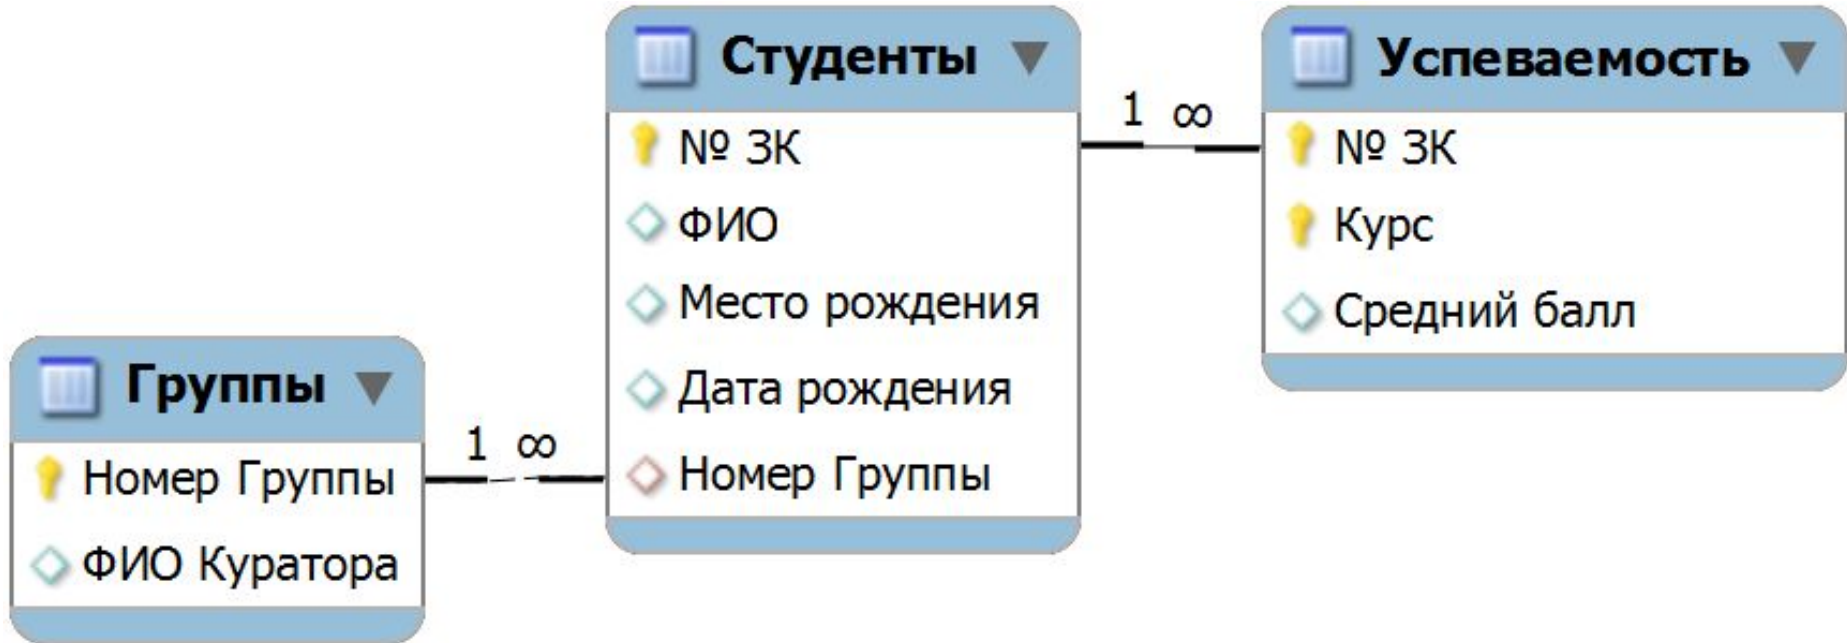 Студенты
№ ЗК
ФИО
Место рождения
Дата рождения
Номер Группы
1 ∞
Успеваемость
№ ЗК
Курс
Средний балл
Группы
Номер Группы
ФИО Куратора
1 ∞